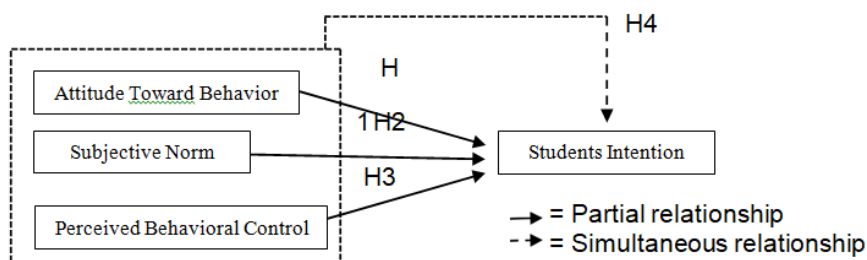 H4
H
Attitude Toward Behavior
1 H2
Subjective Norm
Students Intention
H3
Perceived Behavioral Control
= Partial relationship
= Simultaneous relationship